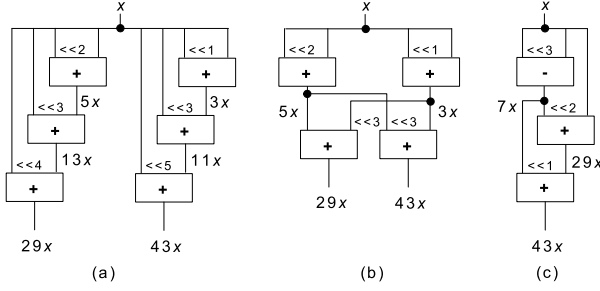 x x x
<<2 <<1 <<2 <<1 <<3
+ + + + -
5x 3x 5x 3x 7x
<<3 <<3 <<3 <<3 <<2
+ + + + +
13x 11x 29x
<<4 <<5 <<1
+ + +
29x 43x
29x 43x 43x
(a) (b) (c)